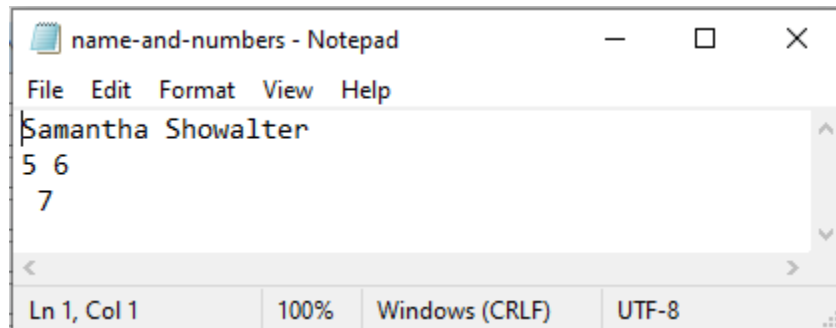 name-and-numbers - Notepad
File Edit Format View Help
Samantha Showalter
5 6
 7
Ln 1, Col 1 100% Windows (CRLF) UTF-8